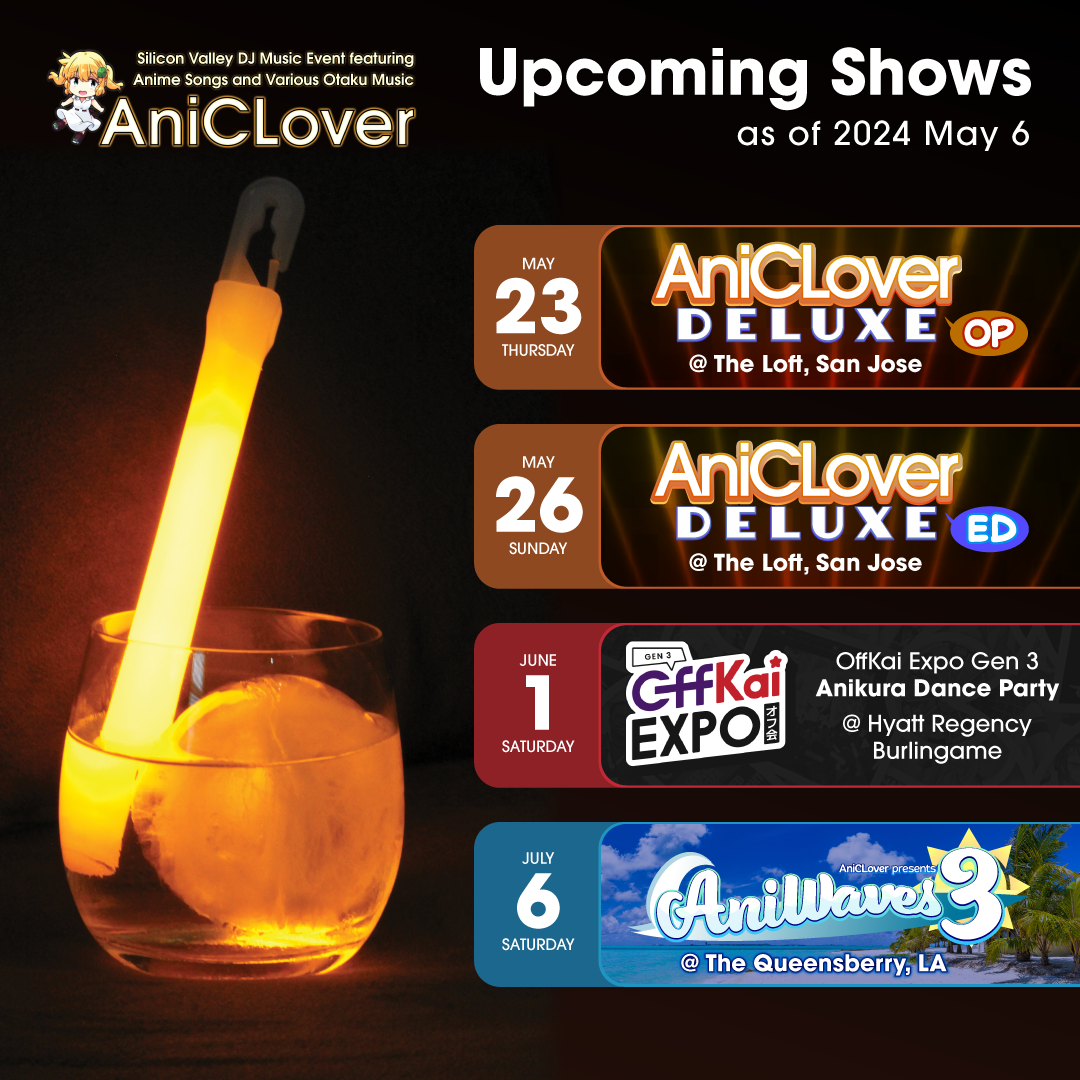 Silicon Valley DJ Music Event featuring
Anime Songs and Various Otaku Music
AniCLover
Upcoming Shows
as of 2024 May 6
MAY
23
THURSDAY
AniCLover
DELUXE OP
@ The Loft, San Jose
MAY
26
SUNDAY
AniCLover
DELUXE ED
@ The Loft, San Jose
JUNE
1
SATURDAY
GEN 3
OffKai
EXPO オフ会
OffKai Expo Gen 3
Anikura Dance Party
@ Hyatt Regency
Burlingame
JULY
6
SATURDAY
AniCLover presents
AniWaves 3
@ The Queensberry, LA